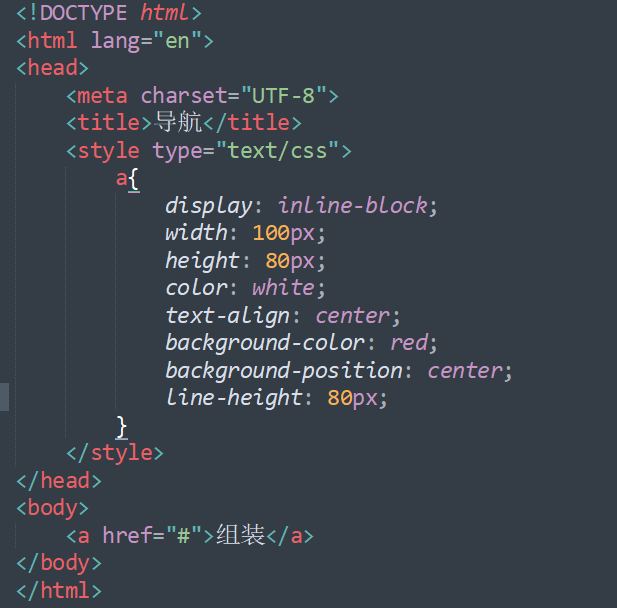 <!DOCTYPE html>
<html lang="en">
<head>
    <meta charset="UTF-8">
    <title>导航</title>
    <style type="text/css">
        a{
            display: inline-block;
            width: 100px;
            height: 80px;
            color: white;
            text-align: center;
            background-color: red;
            background-position: center;
            line-height: 80px;
        }
    </style>
</head>
<body>
    <a href="#">组装</a>
</body>
</html>